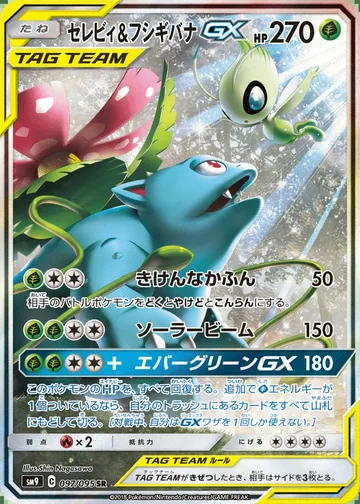 たね セレビィ&フシギバナGX HP270
TAG TEAM
きけんなかふん 50
相手のバトルポケモンをどくとやけどとこんらんにする。
ソーラービーム 150
＋ エバーグリーンGX 180
このポケモンのHPを、すべて回復する。追加でエネルギーが
1個ついているなら、自分のトラッシュにあるカードをすべて山札
にもどして切る。[対戦中、自分はGXワザを1回しか使えない。]
弱点 ×2 抵抗力 にげる
TAG TEAM ルール
Illus.Shin Nagasawa
TAG TEAMがきぜつしたとき、相手はサイドを3枚とる。
sm9 C 097/095 SR
©2018 Pokémon/Nintendo/Creatures/GAME FREAK